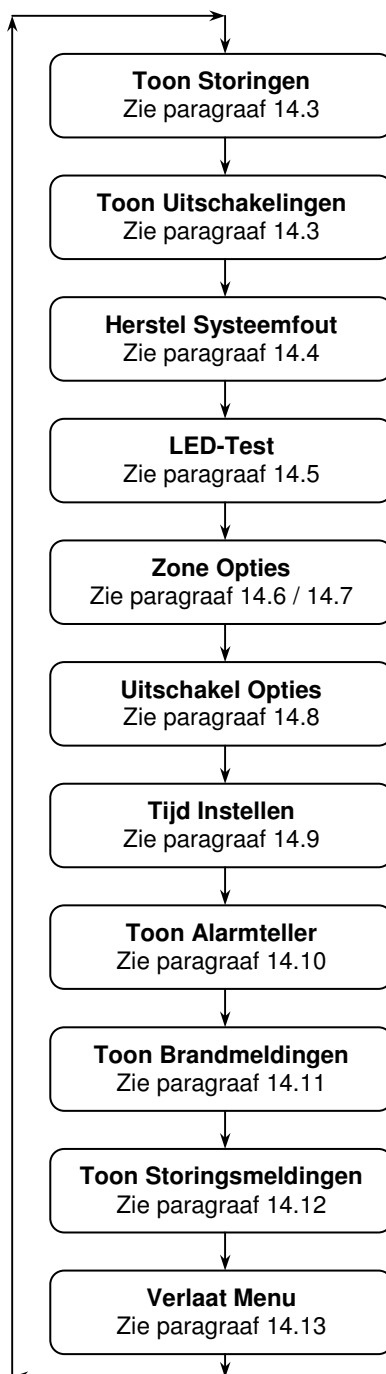 Toon Storingen
Zie paragraaf 14.3
Toon Uitschakelingen
Zie paragraaf 14.3
Herstel Systeemfout
Zie paragraaf 14.4
LED-Test
Zie paragraaf 14.5
Zone Opties
Zie paragraaf 14.6 / 14.7
Uitschakel Opties
Zie paragraaf 14.8
Tijd Instellen
Zie paragraaf 14.9
Toon Alarmteller
Zie paragraaf 14.10
Toon Brandmeldingen
Zie paragraaf 14.11
Toon Storingsmeldingen
Zie paragraaf 14.12
Verlaat Menu
Zie paragraaf 14.13